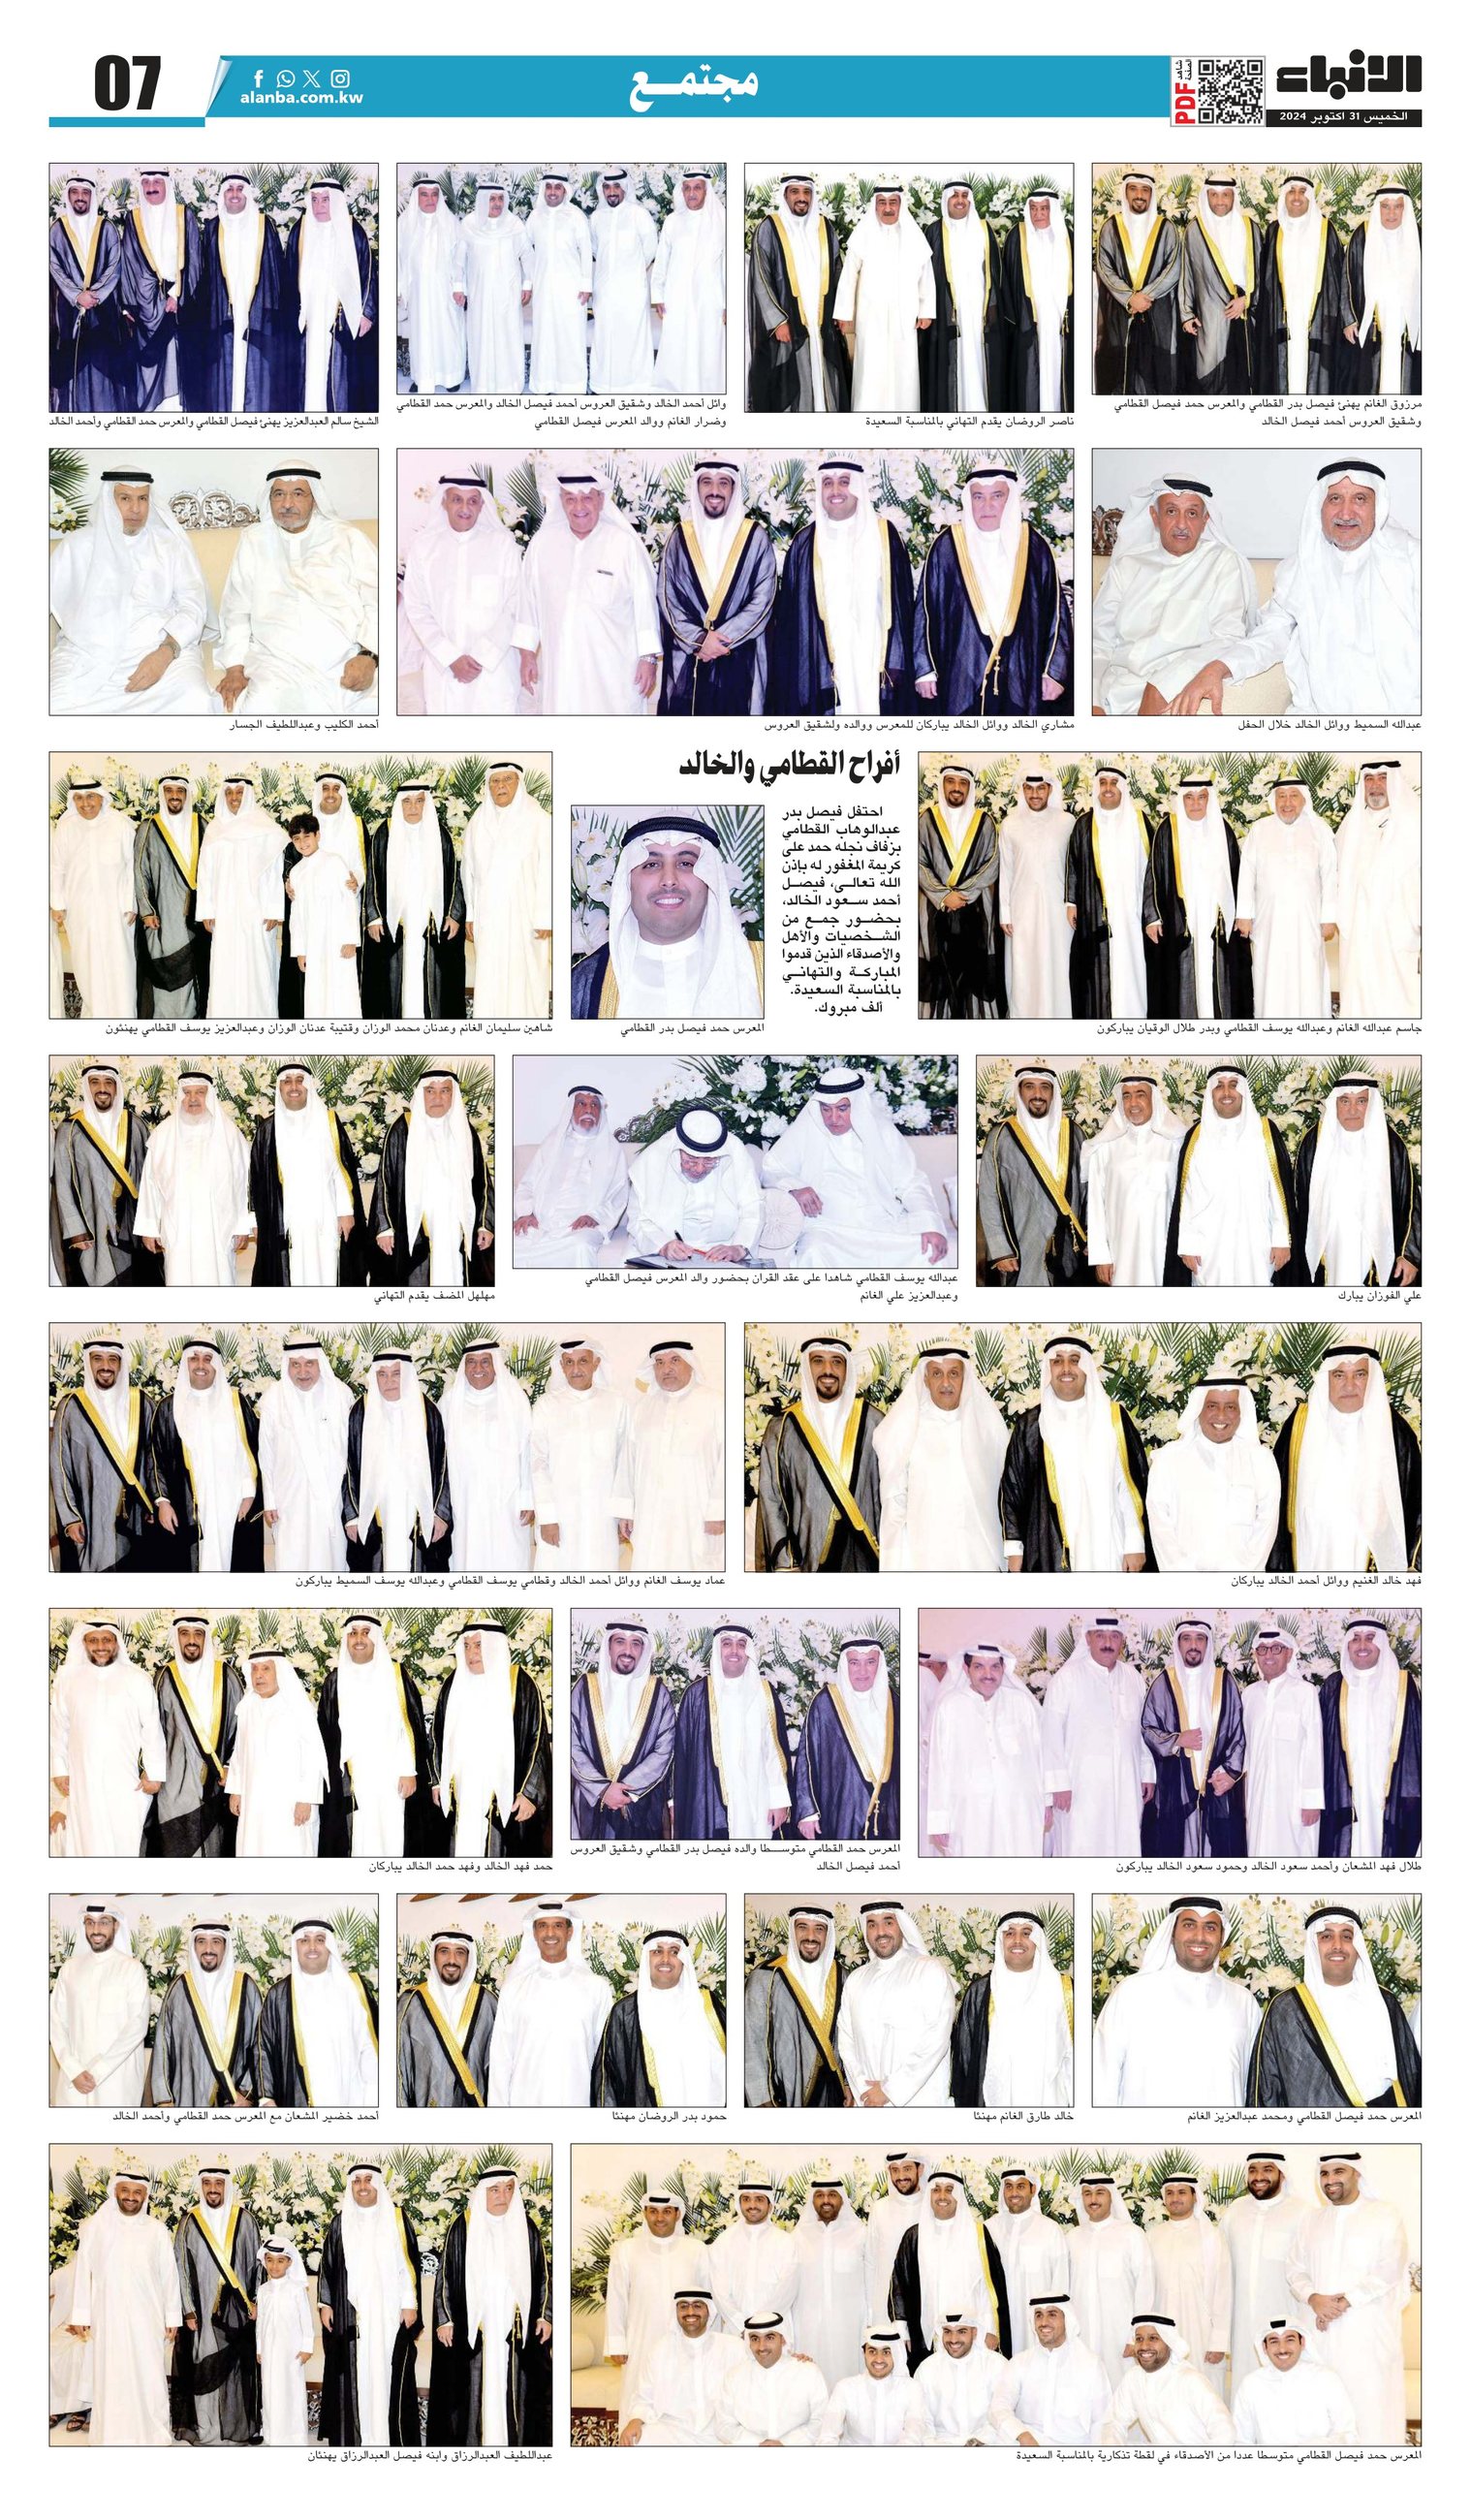 الأنباء
الخميس 31 اكتوبر 2024
شاهد الصفحة
PDF
مجتمـــع
alanba.com.kw
07
مرزوق الغانم يهنئ فيصل بدر القطامي والمعرس حمد فيصل القطامي
وشقيق العروس أحمد فيصل الخالد
ناصر الروضان يقدم التهاني بالمناسبة السعيدة
وائل أحمد الخالد وشقيق العروس أحمد فيصل الخالد والمعرس حمد القطامي
وضرار الغانم ووالد المعرس فيصل القطامي
الشيخ سالم العبدالعزيز يهنئ فيصل القطامي والمعرس حمد القطامي وأحمد الخالد
عبدالله السميط ووائل الخالد خلال الحفل
مشاري الخالد ووائل الخالد يباركان للمعرس ووالده ولشقيق العروس
أحمد الكليب وعبداللطيف الجسار
أفراح القطامي والخالد
احتفل فيصل بدر
عبدالوهاب القطامي
بزفاف نجله حمد على
كريمة المغفور له بإذن
الله تعالـــى، فيصــل
أحمد ســعود الخالد،
بحضــور جمــع من
الشــخصيات والأهل
والأصدقاء الذين قدموا
المباركــة والتهانــي
بالمناسبة السعيدة.
ألف مبروك.
جاسم عبدالله الغانم وعبدالله يوسف القطامي وبدر طلال الوقيان يباركون
المعرس حمد فيصل بدر القطامي
شاهين سليمان الغانم وعدنان محمد الوزان وقتيبة عدنان الوزان وعبدالعزيز يوسف القطامي يهنئون
علي الفوزان يبارك
عبدالله يوسف القطامي شاهدا على عقد القران بحضور والد المعرس فيصل القطامي
وعبدالعزيز علي الغانم
مهلهل المضف يقدم التهاني
فهد خالد الغنيم ووائل أحمد الخالد يباركان
عماد يوسف الغانم ووائل أحمد الخالد وقطامي يوسف القطامي وعبدالله يوسف السميط يباركون
طلال فهد المشعان وأحمد سعود الخالد وحمود سعود الخالد يباركون
المعرس حمد القطامي متوســـطا والده فيصل بدر القطامي وشقيق العروس
أحمد فيصل الخالد
حمد فهد الخالد وفهد حمد الخالد يباركان
المعرس حمد فيصل القطامي ومحمد عبدالعزيز الغانم
خالد طارق الغانم مهنئا
حمود بدر الروضان مهنئا
أحمد خضير المشعان مع المعرس حمد القطامي وأحمد الخالد
المعرس حمد فيصل القطامي متوسطا عددا من الأصدقاء في لقطة تذكارية بالمناسبة السعيدة
عبداللطيف العبدالرزاق وابنه فيصل العبدالرزاق يهنئان